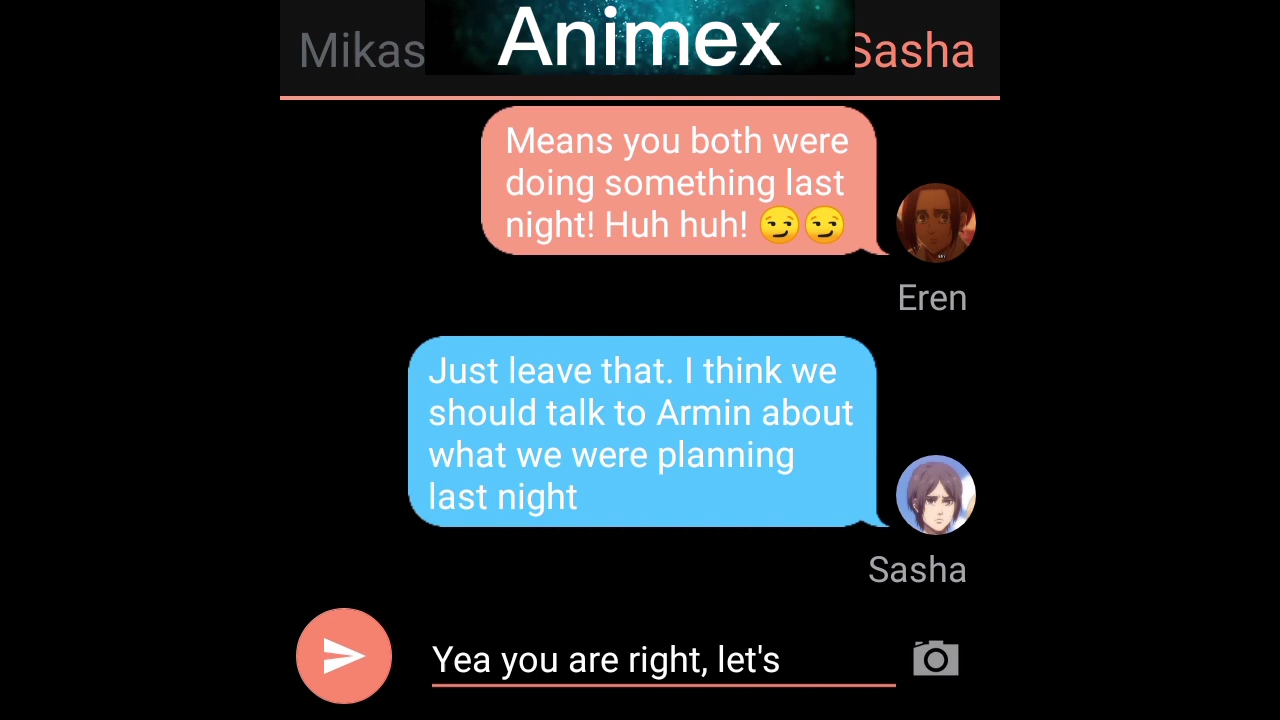 Mikas
Animex
Sasha
Means you both were
doing something last
night! Huh huh! 😏😏
Eren
Just leave that. I think we
should talk to Armin about
what we were planning
last night
Sasha
Yea you are right, let's